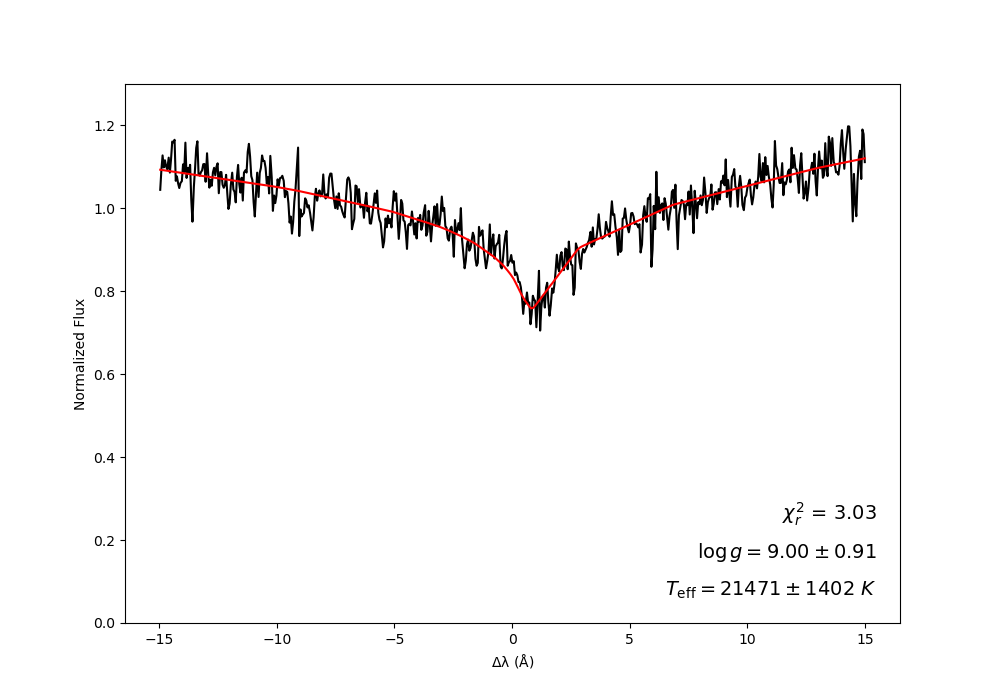 1.2
1.0
0.8
0.6
0.4
0.2
0.0
Normalized Flux
χ²ᵣ = 3.03
log g = 9.00 ± 0.91
T_eff = 21471 ± 1402 K
−15 −10 −5 0 5 10 15
Δλ (Å)